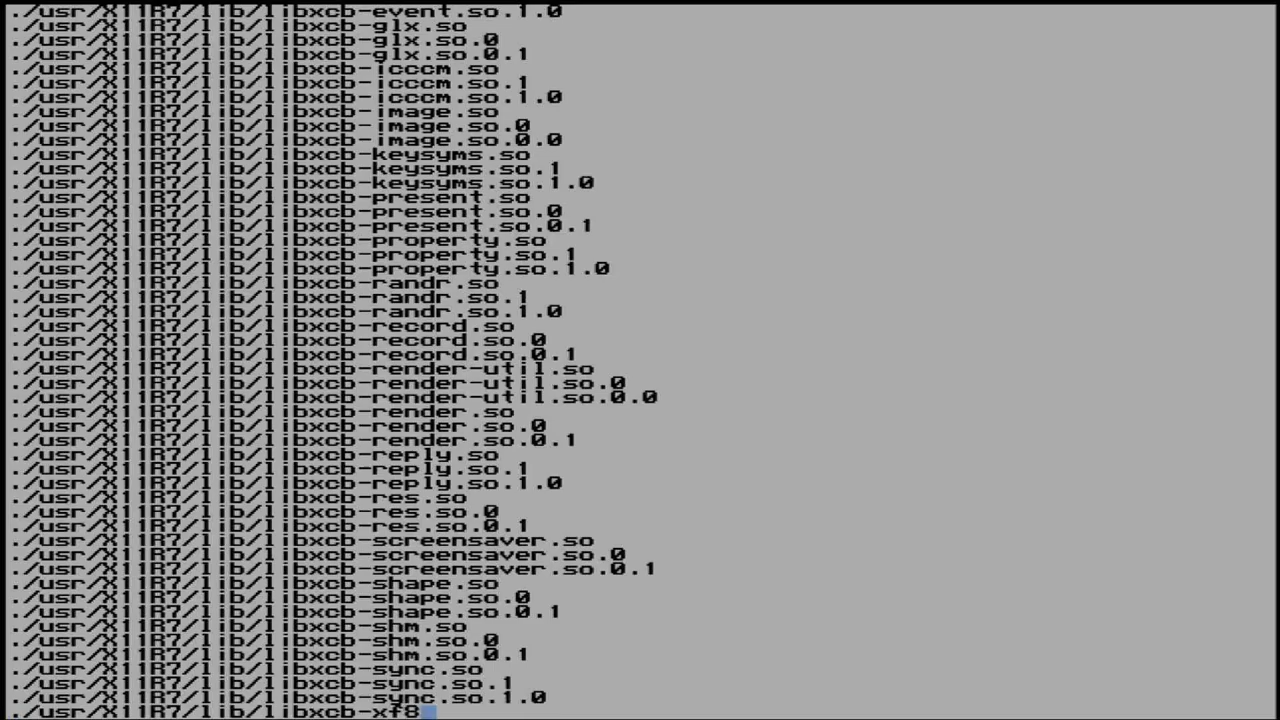 ./usr/X11R7/lib/libxcb-event.so.1.0
./usr/X11R7/lib/libxcb-glx.so
./usr/X11R7/lib/libxcb-glx.so.0
./usr/X11R7/lib/libxcb-glx.so.0.1
./usr/X11R7/lib/libxcb-icccm.so
./usr/X11R7/lib/libxcb-icccm.so.1
./usr/X11R7/lib/libxcb-icccm.so.1.0
./usr/X11R7/lib/libxcb-image.so
./usr/X11R7/lib/libxcb-image.so.0
./usr/X11R7/lib/libxcb-image.so.0.0
./usr/X11R7/lib/libxcb-keysyms.so
./usr/X11R7/lib/libxcb-keysyms.so.1
./usr/X11R7/lib/libxcb-keysyms.so.1.0
./usr/X11R7/lib/libxcb-present.so
./usr/X11R7/lib/libxcb-present.so.0
./usr/X11R7/lib/libxcb-present.so.0.1
./usr/X11R7/lib/libxcb-property.so
./usr/X11R7/lib/libxcb-property.so.1
./usr/X11R7/lib/libxcb-property.so.1.0
./usr/X11R7/lib/libxcb-randr.so
./usr/X11R7/lib/libxcb-randr.so.1
./usr/X11R7/lib/libxcb-randr.so.1.0
./usr/X11R7/lib/libxcb-record.so
./usr/X11R7/lib/libxcb-record.so.0
./usr/X11R7/lib/libxcb-record.so.0.1
./usr/X11R7/lib/libxcb-render-util.so
./usr/X11R7/lib/libxcb-render-util.so.0
./usr/X11R7/lib/libxcb-render-util.so.0.0
./usr/X11R7/lib/libxcb-render.so
./usr/X11R7/lib/libxcb-render.so.0
./usr/X11R7/lib/libxcb-render.so.0.1
./usr/X11R7/lib/libxcb-reply.so
./usr/X11R7/lib/libxcb-reply.so.1
./usr/X11R7/lib/libxcb-reply.so.1.0
./usr/X11R7/lib/libxcb-res.so
./usr/X11R7/lib/libxcb-res.so.0
./usr/X11R7/lib/libxcb-res.so.0.1
./usr/X11R7/lib/libxcb-screensaver.so
./usr/X11R7/lib/libxcb-screensaver.so.0
./usr/X11R7/lib/libxcb-screensaver.so.0.1
./usr/X11R7/lib/libxcb-shape.so
./usr/X11R7/lib/libxcb-shape.so.0
./usr/X11R7/lib/libxcb-shape.so.0.1
./usr/X11R7/lib/libxcb-shm.so
./usr/X11R7/lib/libxcb-shm.so.0
./usr/X11R7/lib/libxcb-shm.so.0.1
./usr/X11R7/lib/libxcb-sync.so
./usr/X11R7/lib/libxcb-sync.so.1
./usr/X11R7/lib/libxcb-sync.so.1.0
./usr/X11R7/lib/libxcb-xf8